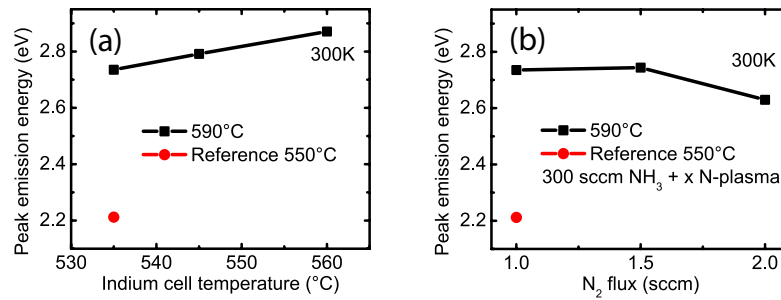 (a)
300K
590°C
Reference 550°C
Peak emission energy (eV)
2.8
2.6
2.4
2.2
530
540
550
560
Indium cell temperature (°C)
(b)
300K
590°C
Reference 550°C
300 sccm NH₃ + x N-plasma
Peak emission energy (eV)
2.8
2.6
2.4
2.2
1.0
1.5
2.0
N₂ flux (sccm)